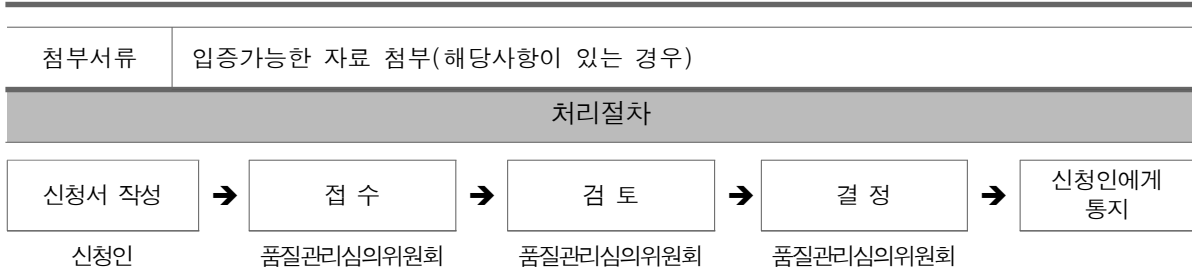 첨부서류 입증가능한 자료 첨부(해당사항이 있는 경우)
처리절차
신청서 작성 ➔ 접 수 ➔ 검 토 ➔ 결 정 ➔ 신청인에게
통지
신청인 품질관리심의위원회 품질관리심의위원회 품질관리심의위원회